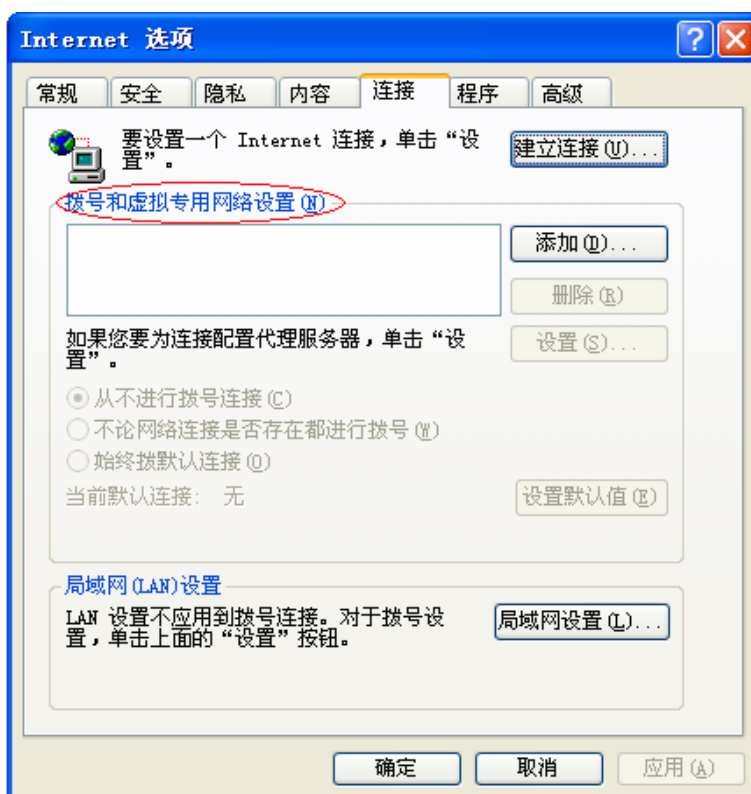 Internet 选项
常规 安全 隐私 内容 连接 程序 高级
要设置一个 Internet 连接，单击“设
置”。
建立连接(U)...
拨号和虚拟专用网络设置(N)
添加(D)...
删除(R)
如果您要为连接配置代理服务器，单击“设
置”。
设置(S)...
从不进行拨号连接(C)
不论网络连接是否存在都进行拨号(W)
始终拨默认连接(O)
当前默认连接： 无
设置默认值(E)
局域网(LAN)设置
LAN 设置不应用到拨号连接。对于拨号设
置，单击上面的“设置”按钮。
局域网设置(L)...
确定 取消 应用(A)